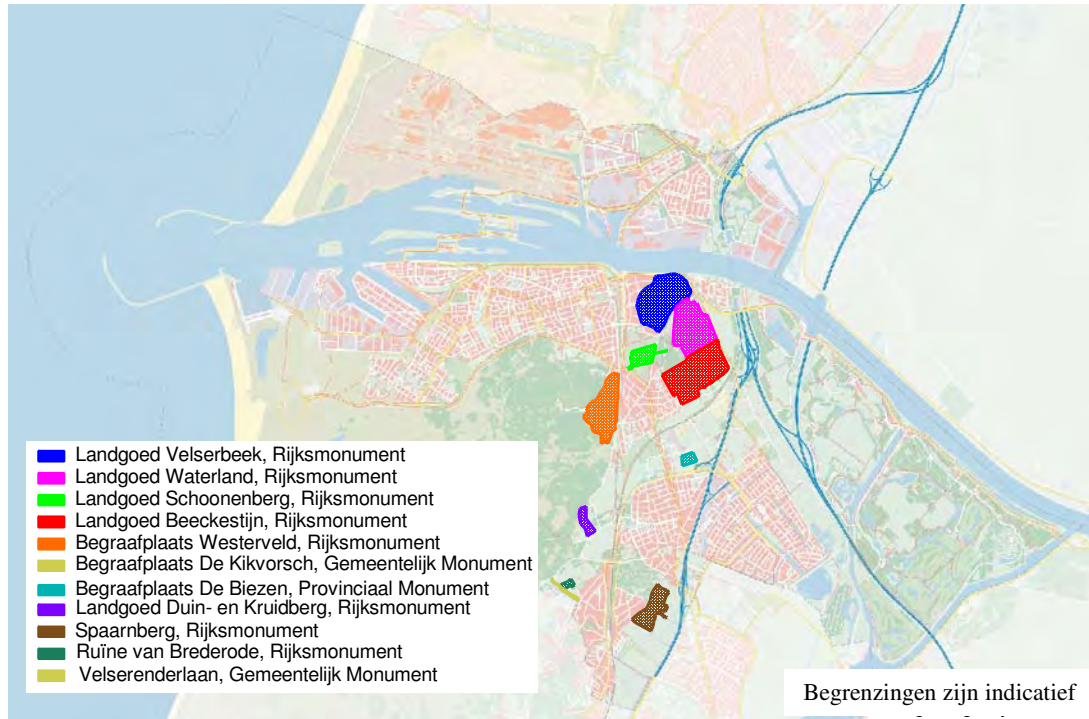 Landgoed Velserbeek, Rijksmonument
Landgoed Waterland, Rijksmonument
Landgoed Schoonenberg, Rijksmonument
Landgoed Beeckestijn, Rijksmonument
Begraafplaats Westerveld, Rijksmonument
Begraafplaats De Kikvorsch, Gemeentelijk Monument
Begraafplaats De Biezen, Provinciaal Monument
Landgoed Duin- en Kruidberg, Rijksmonument
Spaarnberg, Rijksmonument
Ruïne van Brederode, Rijksmonument
Velserenderlaan, Gemeentelijk Monument
Begrenzingen zijn indicatief